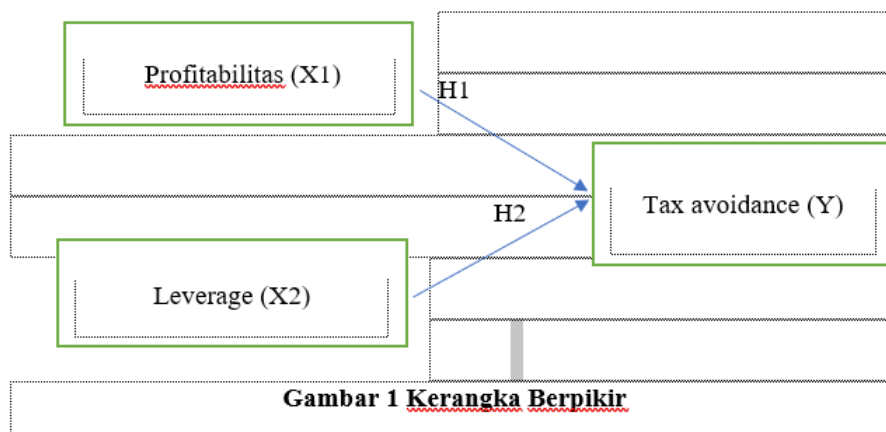 Profitabilitas (X1)
H1
Tax avoidance (Y)
H2
Leverage (X2)
Gambar 1 Kerangka Berpikir